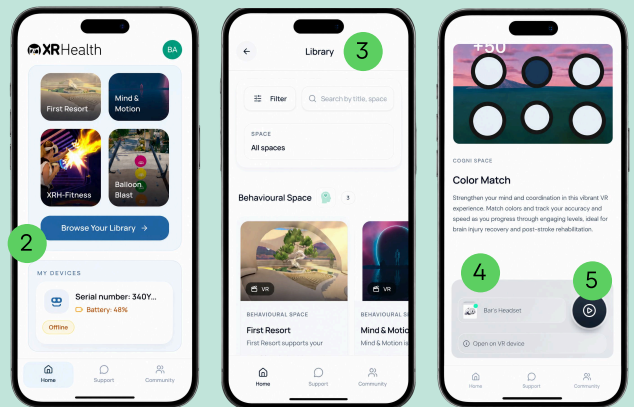 XRHealth
BA
First Resort
Mind &
Motion
XRH-Fitness
Balloon
Blast
2
Browse Your Library →
MY DEVICES
Serial number: 340Y...
Battery: 48%
Offline
Home
Support
Community
Library
3
Filter
Search by title, space
SPACE
All spaces
Behavioural Space
3
VR
VR
BEHAVIOURAL SPACE
BEHAVIOURAL
First Resort
Mind & Motio
First Resort supports your
Mind & Motion is
Home
Support
Community
+50
COGNI SPACE
Color Match
Strengthen your mind and coordination in this vibrant VR
experience. Match colors and track your accuracy and
speed as you progress through engaging levels, ideal for
brain injury recovery and post-stroke rehabilitation.
4
5
Bar's Headset
Open on VR device
Home
Support
Community